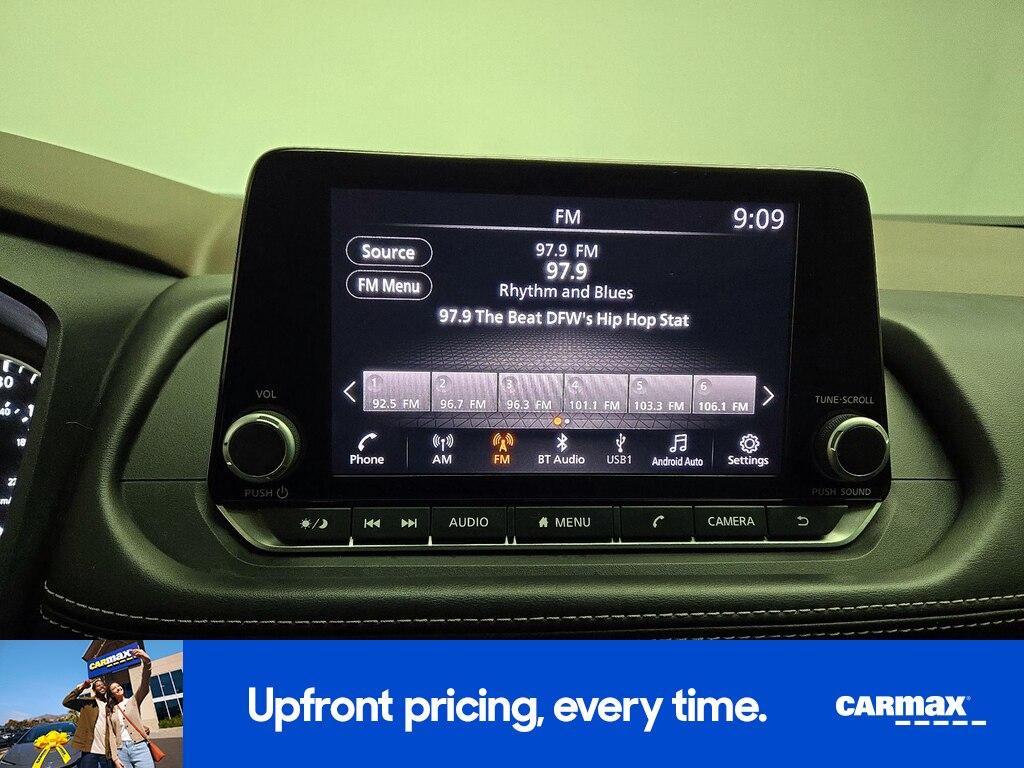 FM
9:09
Source
97.9 FM
97.9
FM Menu
Rhythm and Blues
97.9 The Beat DFW's Hip Hop Stat
1 2 3 4 5 6
92.5 FM 96.7 FM 96.3 FM 101.1 FM 103.3 FM 106.1 FM
VOL
TUNE·SCROLL
Phone AM FM BT Audio USB1 Android Auto Settings
PUSH
PUSH SOUND
AUDIO MENU CAMERA
CARMAX
Upfront pricing, every time.
CARMAX